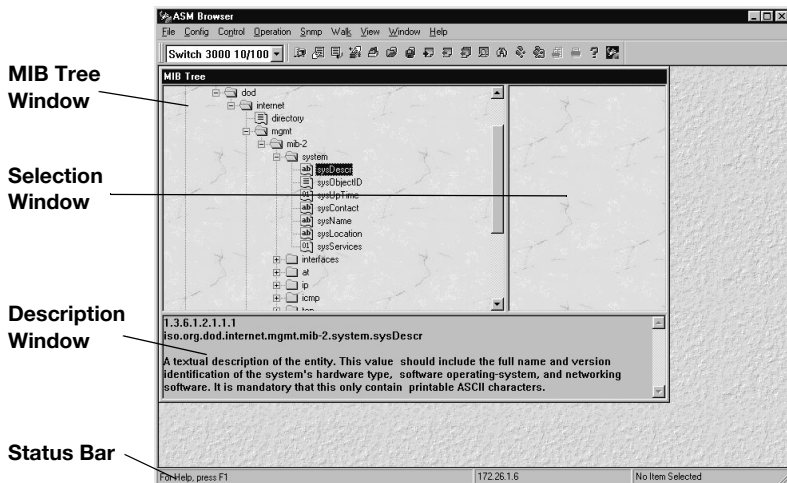 ASM Browser
File Config Control Operation Snmp Walk View Window Help
Switch 3000 10/100
MIB Tree
MIB Tree
Window
dod
internet
directory
mgmt
mib-2
system
sysDescr
sysObjectID
sysUpTime
sysContact
sysName
sysLocation
sysServices
interfaces
at
ip
icmp
tcp
Selection
Window
Description
Window
1.3.6.1.2.1.1.1
iso.org.dod.internet.mgmt.mib-2.system.sysDescr
A textual description of the entity. This value should include the full name and version
identification of the system's hardware type, software operating-system, and networking
software. It is mandatory that this only contain printable ASCII characters.
Status Bar
For Help, press F1
172.26.1.6
No Item Selected